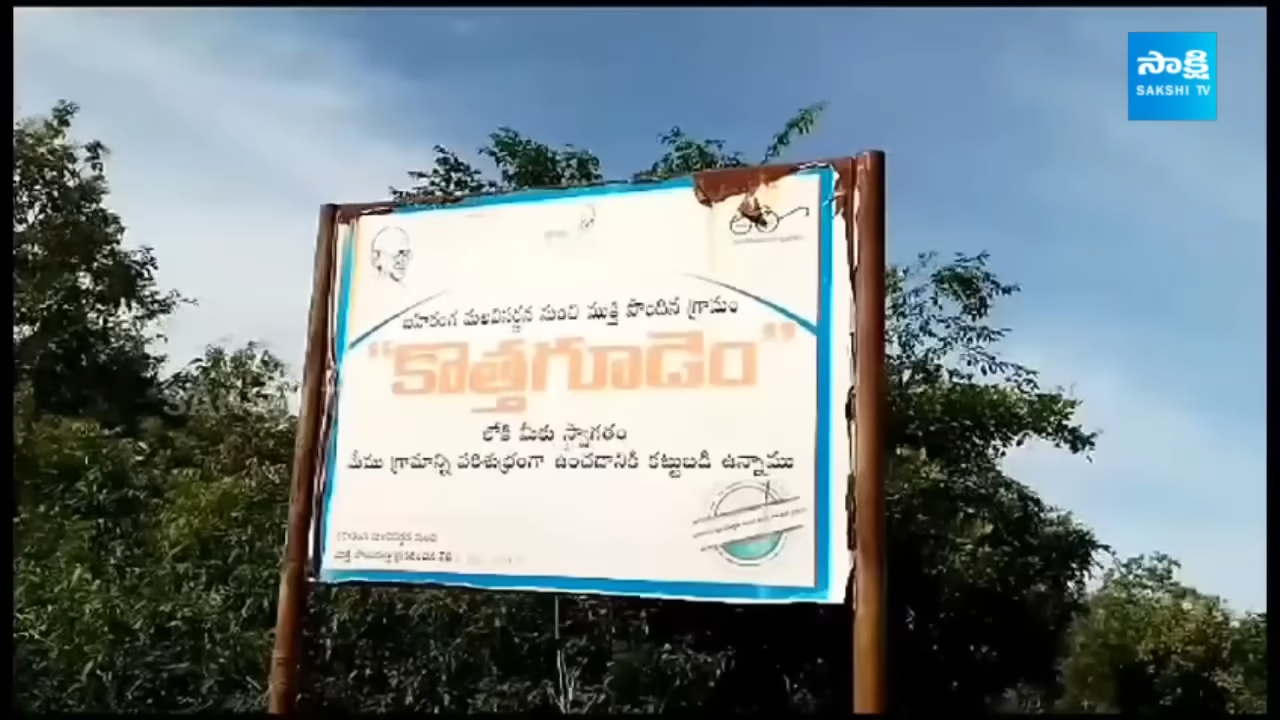 సాక్షి
SAKSHI TV
బహిరంగ మలవిసర్జన నుంచి ముక్తి పొందిన గ్రామం
"కొత్తగూడెం"
లోకి మీకు స్వాగతం
మేము గ్రామాన్ని పరిశుభ్రంగా ఉంచడానికి కట్టుబడి ఉన్నాము